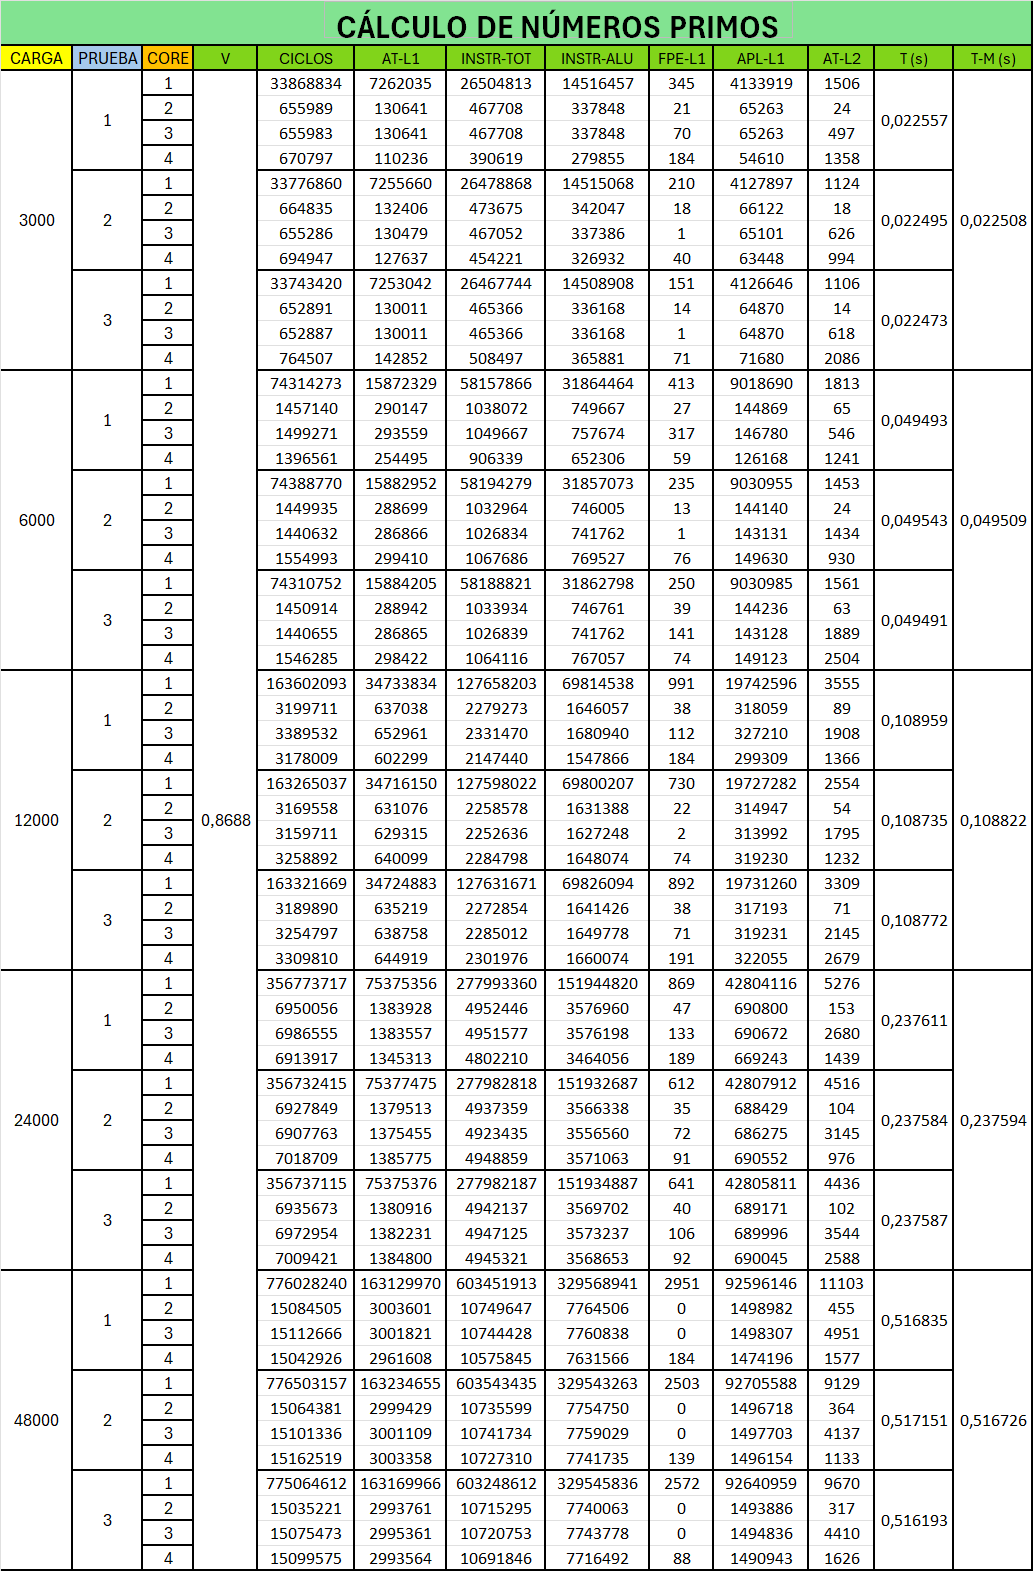 CÁLCULO DE NÚMEROS PRIMOS
CARGA PRUEBA CORE V CICLOS AT-L1 INSTR-TOT INSTR-ALU FPE-L1 APL-L1 AT-L2 T (s) T-M (s)
1 33868834 7262035 26504813 14516457 345 4133919 1506
2 655989 130641 467708 337848 21 65263 24
1 0,022557
3 655983 130641 467708 337848 70 65263 497
4 670797 110236 390619 279855 184 54610 1358
1 33776860 7255660 26478868 14515068 210 4127897 1124
2 664835 132406 473675 342047 18 66122 18
3000 2 0,022495 0,022508
3 655286 130479 467052 337386 1 65101 626
4 694947 127637 454221 326932 40 63448 994
1 33743420 7253042 26467744 14508908 151 4126646 1106
2 652891 130011 465366 336168 14 64870 14
3 0,022473
3 652887 130011 465366 336168 1 64870 618
4 764507 142852 508497 365881 71 71680 2086
1 74314273 15872329 58157866 31864464 413 9018690 1813
2 1457140 290147 1038072 749667 27 144869 65
1 0,049493
3 1499271 293559 1049667 757674 317 146780 546
4 1396561 254495 906339 652306 59 126168 1241
1 74388770 15882952 58194279 31857073 235 9030955 1453
2 1449935 288699 1032964 746005 13 144140 24
6000 2 0,049543 0,049509
3 1440632 286866 1026834 741762 1 143131 1434
4 1554993 299410 1067686 769527 76 149630 930
1 74310752 15884205 58188821 31862798 250 9030985 1561
2 1450914 288942 1033934 746761 39 144236 63
3 0,049491
3 1440655 286865 1026839 741762 141 143128 1889
4 1546285 298422 1064116 767057 74 149123 2504
1 163602093 34733834 127658203 69814538 991 19742596 3555
2 3199711 637038 2279273 1646057 38 318059 89
1 0,108959
3 3389532 652961 2331470 1680940 112 327210 1908
4 3178009 602299 2147440 1547866 184 299309 1366
1 163265037 34716150 127598022 69800207 730 19727282 2554
2 3169558 631076 2258578 1631388 22 314947 54
12000 2 0,8688 0,108735 0,108822
3 3159711 629315 2252636 1627248 2 313992 1795
4 3258892 640099 2284798 1648074 74 319230 1232
1 163321669 34724883 127631671 69826094 892 19731260 3309
2 3189890 635219 2272854 1641426 38 317193 71
3 0,108772
3 3254797 638758 2285012 1649778 71 319231 2145
4 3309810 644919 2301976 1660074 191 322055 2679
1 356773717 75375356 277993360 151944820 869 42804116 5276
2 6950056 1383928 4952446 3576960 47 690800 153
1 0,237611
3 6986555 1383557 4951577 3576198 133 690672 2680
4 6913917 1345313 4802210 3464056 189 669243 1439
1 356732415 75377475 277982818 151932687 612 42807912 4516
2 6927849 1379513 4937359 3566338 35 688429 104
24000 2 0,237584 0,237594
3 6907763 1375455 4923435 3556560 72 686275 3145
4 7018709 1385775 4948859 3571063 91 690552 976
1 356737115 75375376 277982187 151934887 641 42805811 4436
2 6935673 1380916 4942137 3569702 40 689171 102
3 0,237587
3 6972954 1382231 4947125 3573237 106 689996 3544
4 7009421 1384800 4945321 3568653 92 690045 2588
1 776028240 163129970 603451913 329568941 2951 92596146 11103
2 15084505 3003601 10749647 7764506 0 1498982 455
1 0,516835
3 15112666 3001821 10744428 7760838 0 1498307 4951
4 15042926 2961608 10575845 7631566 184 1474196 1577
1 776503157 163234655 603543435 329543263 2503 92705588 9129
2 15064381 2999429 10735599 7754750 0 1496718 364
48000 2 0,517151 0,516726
3 15101336 3001109 10741734 7759029 0 1497703 4137
4 15162519 3003358 10727310 7741735 139 1496154 1133
1 775064612 163169966 603248612 329545836 2572 92640959 9670
2 15035221 2993761 10715295 7740063 0 1493886 317
3 0,516193
3 15075473 2995361 10720753 7743778 0 1494836 4410
4 15099575 2993564 10691846 7716492 88 1490943 1626